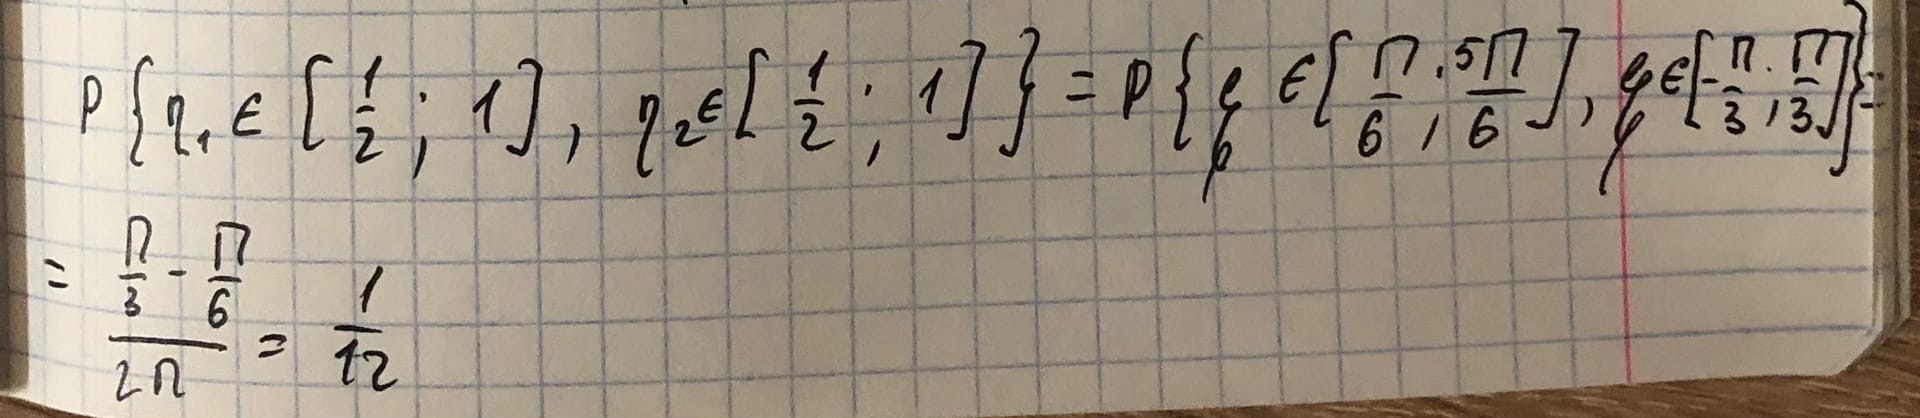 P{η₁ ∈ [1/2; 1], η₂ ∈ [1/2; 1]} = P{φ ∈ [π/6; 5π/6], φ ∈ [-π/3; π/3]} =
= (π/3 - π/6)/(2π) = 1/12